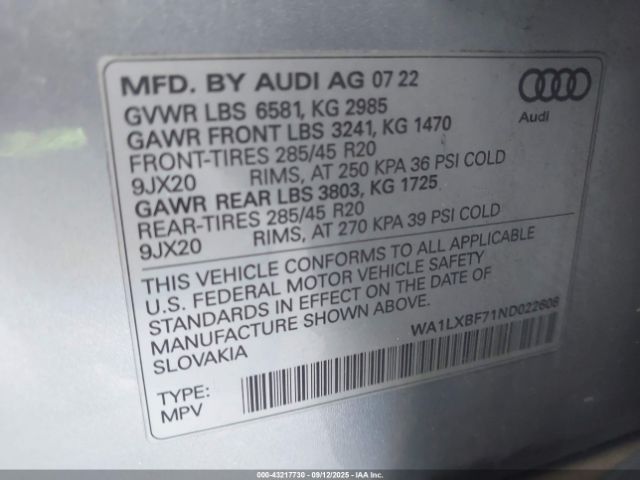 MFD. BY AUDI AG 07 22
GVWR LBS 6581, KG 2985
GAWR FRONT LBS 3241, KG 1470
FRONT-TIRES 285/45 R20
9JX20 RIMS, AT 250 KPA 36 PSI COLD
GAWR REAR LBS 3803, KG 1725
REAR-TIRES 285/45 R20
9JX20 RIMS, AT 270 KPA 39 PSI COLD
Audi
THIS VEHICLE CONFORMS TO ALL APPLICABLE
U.S. FEDERAL MOTOR VEHICLE SAFETY
STANDARDS IN EFFECT ON THE DATE OF
MANUFACTURE SHOWN ABOVE.
SLOVAKIA
WA1LXBF71ND022608
TYPE:
MPV
000-43217730 - 09/12/2025 - IAAI, Inc.